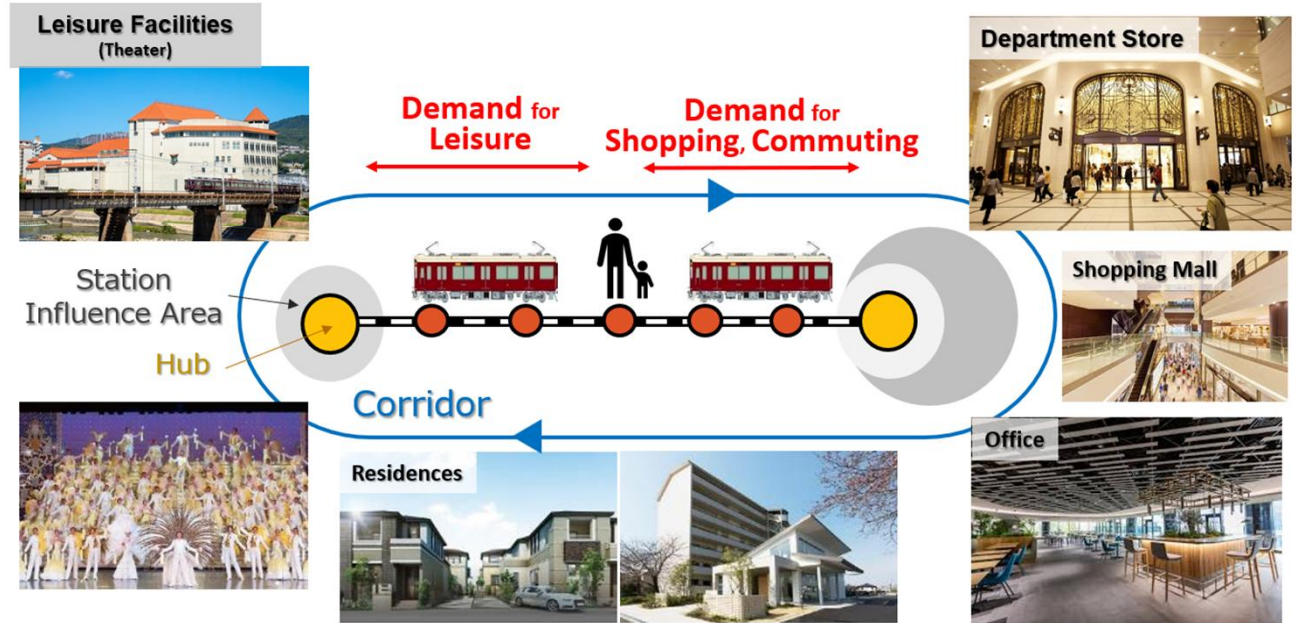 Leisure Facilities
(Theater)
Demand for
Leisure
Demand for
Shopping, Commuting
Department Store
Station
Influence Area
Hub
Shopping Mall
Corridor
Residences
Office